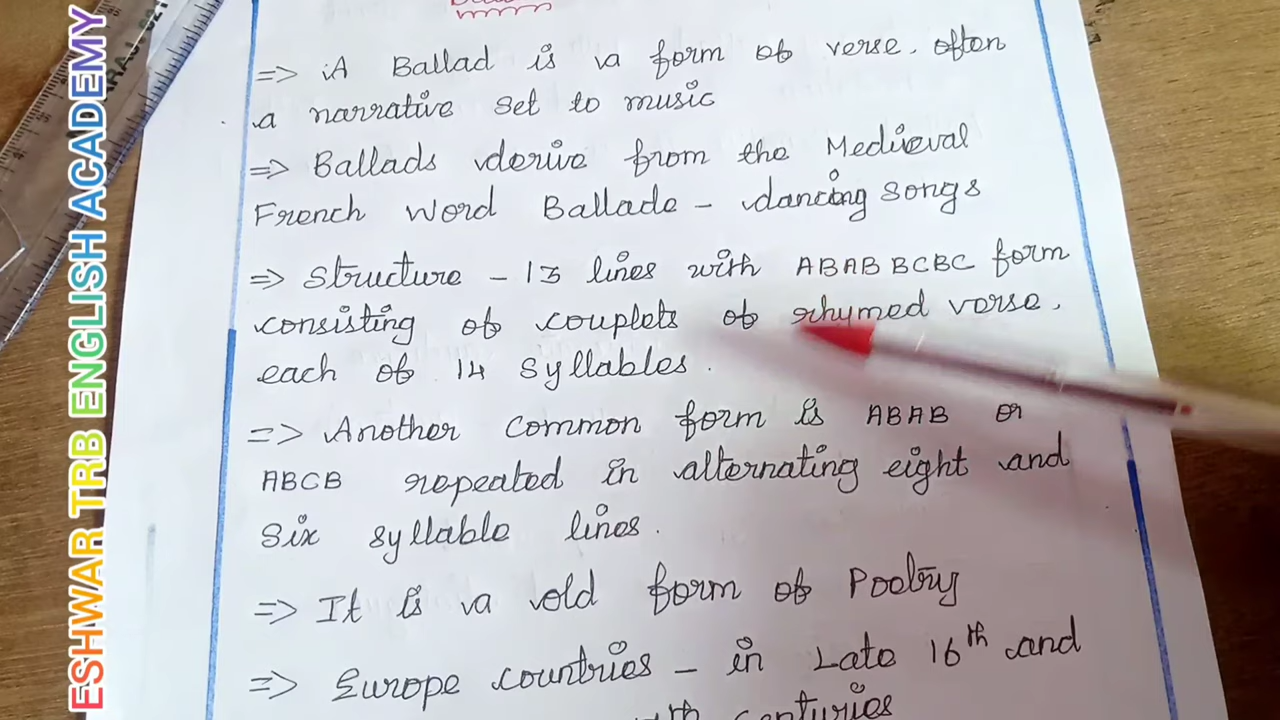 => A Ballad is a form of verse, often
a narrative set to music
=> Ballads derive from the Medieval
French Word Ballade - dancing songs
=> Structure - 13 lines with ABAB BCBC form
consisting of couplets of rhymed verse,
each of 14 syllables.
=> Another common form is ABAB or
ABCB repeated in alternating eight and
six syllable lines.
=> It is a old form of Poetry
=> Europe countries - in Late 16th and
th centuries
ESHWAR TRB ENGLISH ACADEMY